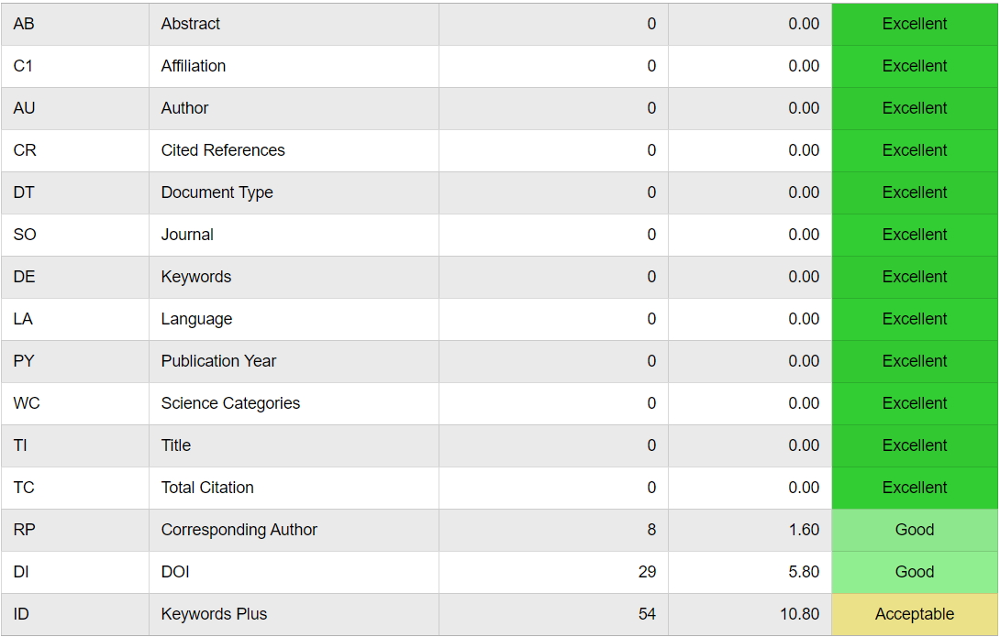 AB Abstract 0 0.00 Excellent
C1 Affiliation 0 0.00 Excellent
AU Author 0 0.00 Excellent
CR Cited References 0 0.00 Excellent
DT Document Type 0 0.00 Excellent
SO Journal 0 0.00 Excellent
DE Keywords 0 0.00 Excellent
LA Language 0 0.00 Excellent
PY Publication Year 0 0.00 Excellent
WC Science Categories 0 0.00 Excellent
TI Title 0 0.00 Excellent
TC Total Citation 0 0.00 Excellent
RP Corresponding Author 8 1.60 Good
DI DOI 29 5.80 Good
ID Keywords Plus 54 10.80 Acceptable